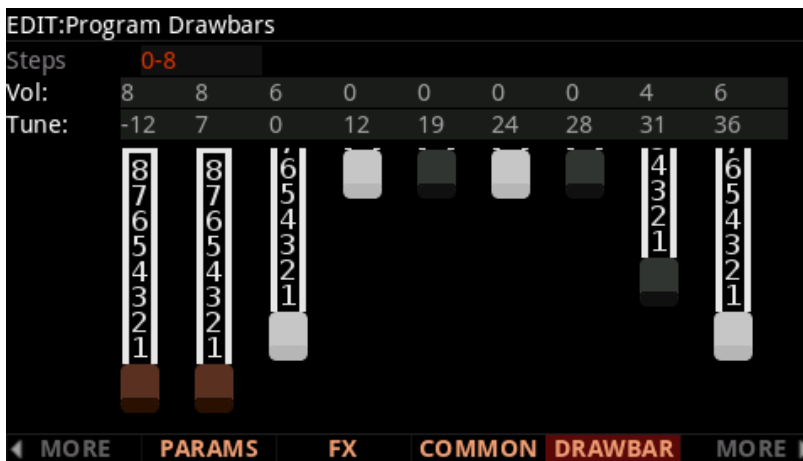 EDIT:Program Drawbars
Steps 0-8
Vol: 8 8 6 0 0 0 0 4 6
Tune: -12 7 0 12 19 24 28 31 36
8 8 6 4 6
7 7 5 3 5
6 6 4 2 4
5 5 3 1 3
4 4 2 2
3 3 1 1
2 2
1 1
MORE PARAMS FX COMMON DRAWBAR MORE